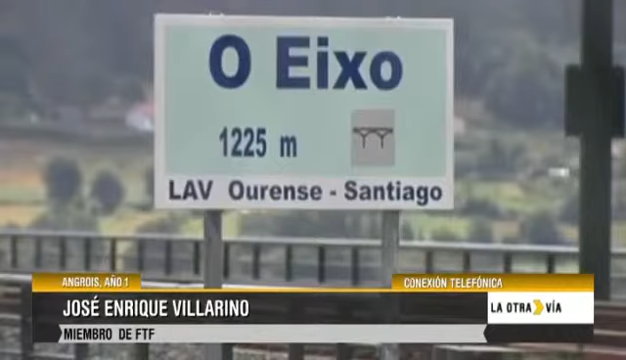 O Eixo
1225 m
LAV Ourense - Santiago
ANGROIS, AÑO 1
CONEXIÓN TELEFÓNICA
JOSÉ ENRIQUE VILLARINO
LA OTRA VÍA
MIEMBRO DE FTF